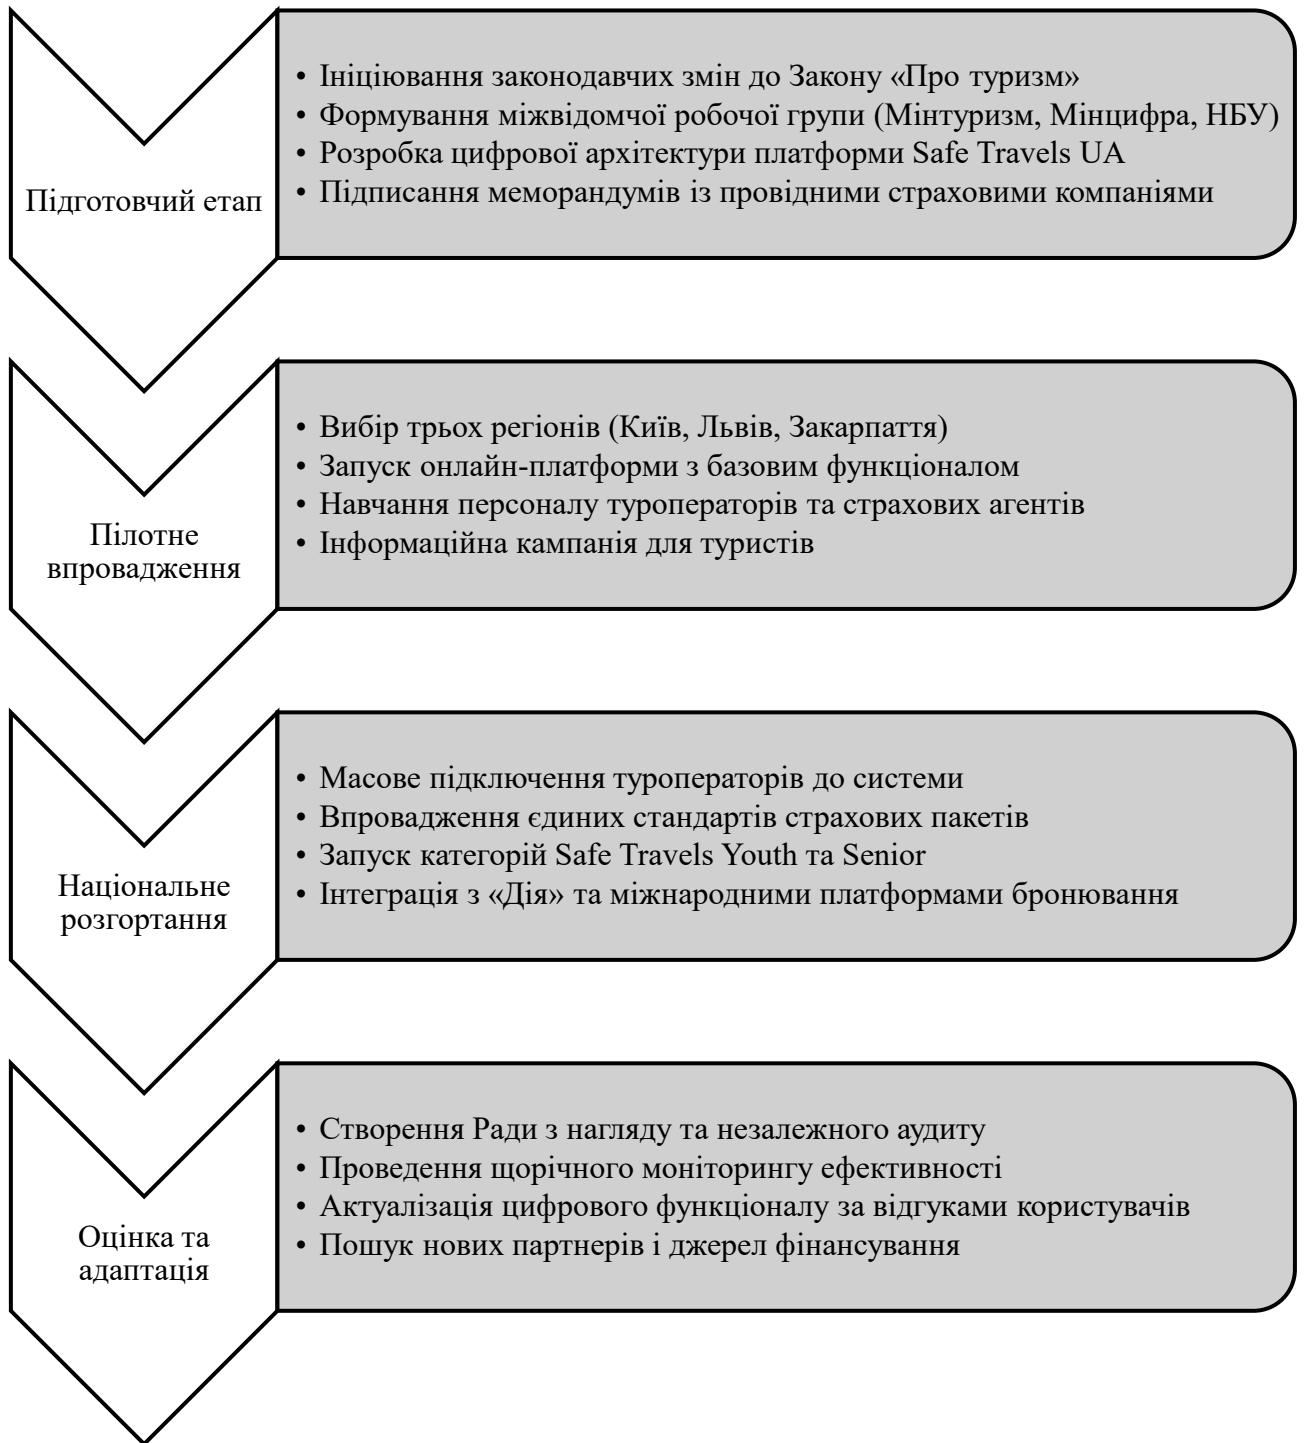 Підготовчий етап
• Ініціювання законодавчих змін до Закону «Про туризм»
• Формування міжвідомчої робочої групи (Мінтуризм, Мінцифра, НБУ)
• Розробка цифрової архітектури платформи Safe Travels UA
• Підписання меморандумів із провідними страховими компаніями
Пілотне
впровадження
• Вибір трьох регіонів (Київ, Львів, Закарпаття)
• Запуск онлайн-платформи з базовим функціоналом
• Навчання персоналу туроператорів та страхових агентів
• Інформаційна кампанія для туристів
Національне
розгортання
• Масове підключення туроператорів до системи
• Впровадження єдиних стандартів страхових пакетів
• Запуск категорій Safe Travels Youth та Senior
• Інтеграція з «Дія» та міжнародними платформами бронювання
Оцінка та
адаптація
• Створення Ради з нагляду та незалежного аудиту
• Проведення щорічного моніторингу ефективності
• Актуалізація цифрового функціоналу за відгуками користувачів
• Пошук нових партнерів і джерел фінансування